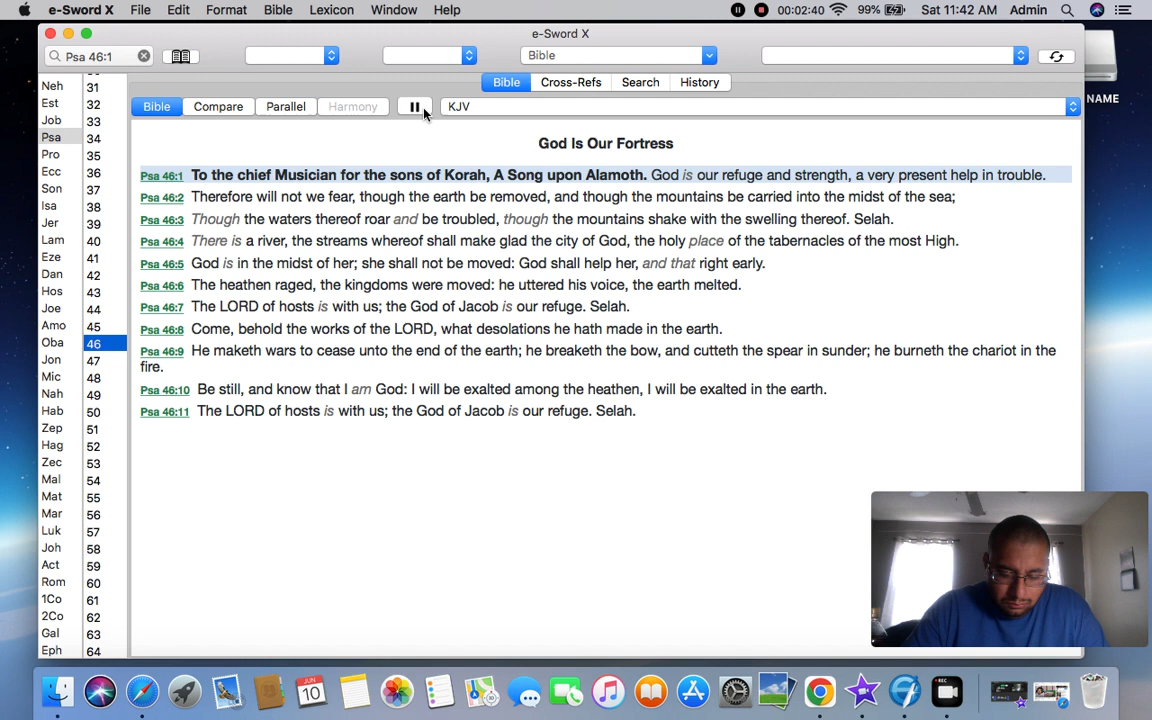 e-Sword X File Edit Format Bible Lexicon Window Help 00:02:40 99% Sat 11:42 AM Admin
e-Sword X
Psa 46:1 Bible
NAME
Bible Cross-Refs Search History
Bible Compare Parallel Harmony KJV
God Is Our Fortress
Psa 46:1 To the chief Musician for the sons of Korah, A Song upon Alamoth. God is our refuge and strength, a very present help in trouble.
Psa 46:2 Therefore will not we fear, though the earth be removed, and though the mountains be carried into the midst of the sea;
Psa 46:3 Though the waters thereof roar and be troubled, though the mountains shake with the swelling thereof. Selah.
Psa 46:4 There is a river, the streams whereof shall make glad the city of God, the holy place of the tabernacles of the most High.
Psa 46:5 God is in the midst of her; she shall not be moved: God shall help her, and that right early.
Psa 46:6 The heathen raged, the kingdoms were moved: he uttered his voice, the earth melted.
Psa 46:7 The LORD of hosts is with us; the God of Jacob is our refuge. Selah.
Psa 46:8 Come, behold the works of the LORD, what desolations he hath made in the earth.
Psa 46:9 He maketh wars to cease unto the end of the earth; he breaketh the bow, and cutteth the spear in sunder; he burneth the chariot in the
fire.
Psa 46:10 Be still, and know that I am God: I will be exalted among the heathen, I will be exalted in the earth.
Psa 46:11 The LORD of hosts is with us; the God of Jacob is our refuge. Selah.
Neh 31
Est 32
Job 33
Psa 34
Pro 35
Ecc 36
Son 37
Isa 38
Jer 39
Lam 40
Eze 41
Dan 42
Hos 43
Joe 44
Amo 45
Oba 46
Jon 47
Mic 48
Nah 49
Hab 50
Zep 51
Hag 52
Zec 53
Mal 54
Mat 55
Mar 56
Luk 57
Joh 58
Act 59
Rom 60
1Co 61
2Co 62
Gal 63
Eph 64
JUN
10
REC